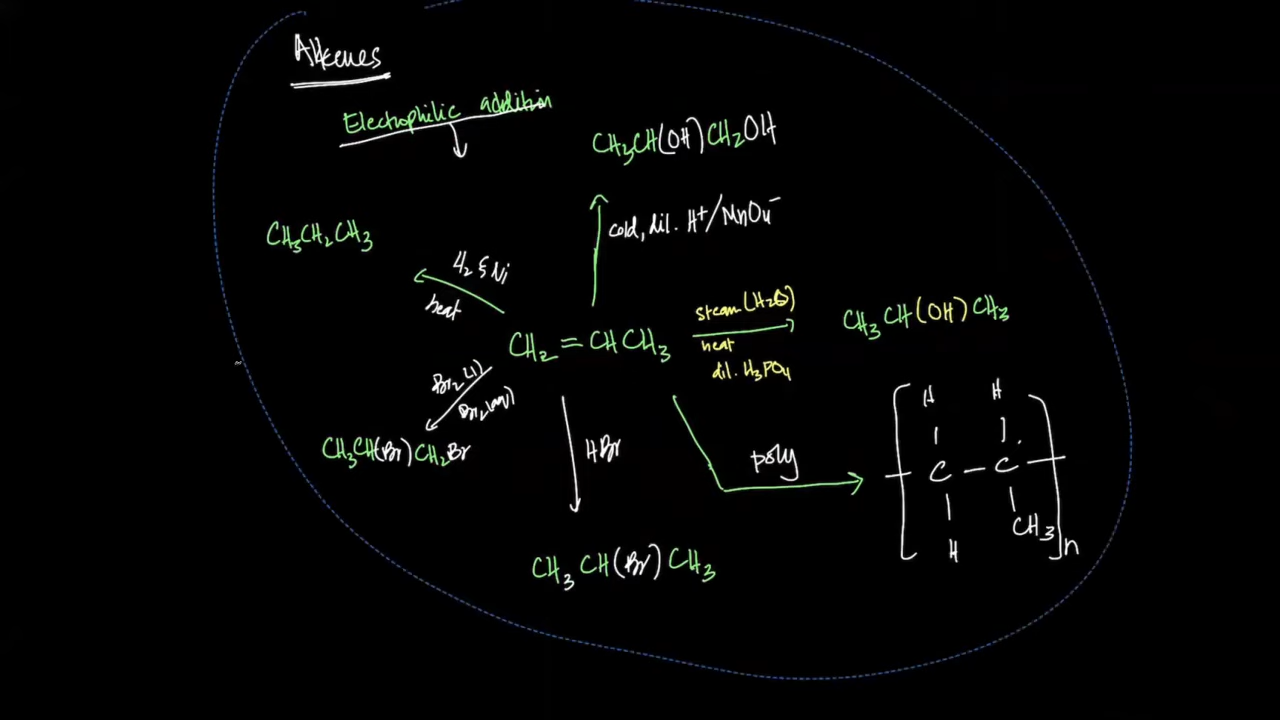 Alkenes
Electrophilic addition
CH₃CH(OH)CH₂OH
cold, dil. H⁺/MnO₄⁻
CH₃CH₂CH₃
H₂ & Ni
heat
steam (H₂O)
CH₃CH(OH)CH₃
CH₂=CHCH₃
heat
dil. H₃PO₄
Br₂(l)
Br₂(aq)
CH₃CH(Br)CH₂Br
HBr
poly
H H
C - C
H CH₃
n
CH₃CH(Br)CH₃